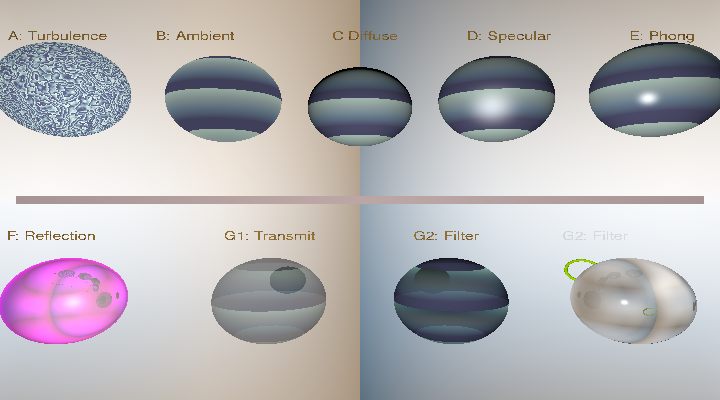 A: Turbulence
B: Ambient
C Diffuse
D: Specular
E: Phong
F: Reflection
G1: Transmit
G2: Filter
G2: Filter